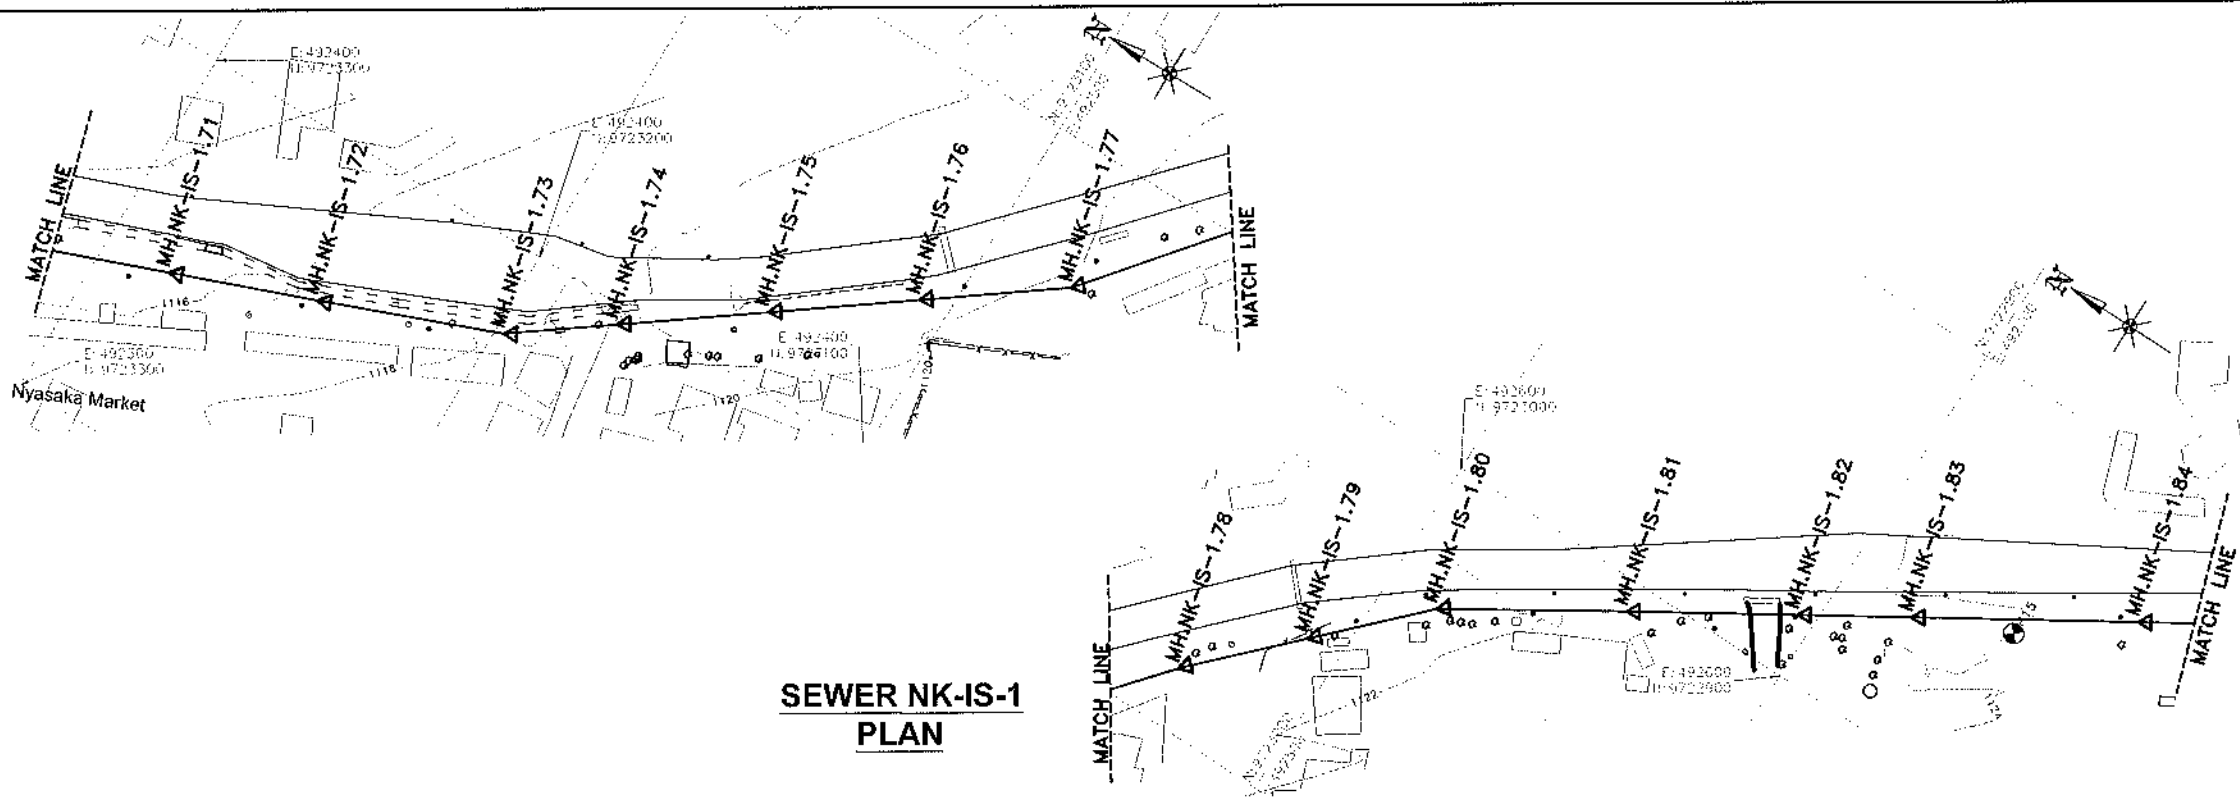 N
E: 492400
N: 9723300
E: 492400
N: 9723200
MATCH LINE
MH.NK-IS-1.71
MH.NK-IS-1.72
MH.NK-IS-1.73
MH.NK-IS-1.74
MH.NK-IS-1.75
MH.NK-IS-1.76
MH.NK-IS-1.77
MATCH LINE
1116
E: 492300
N: 9723300
1118
E: 492400
N: 9723100
1120
1120
Nyasaka Market
N
E: 492600
N: 9723000
MATCH LINE
MH.NK-IS-1.78
MH.NK-IS-1.79
MH.NK-IS-1.80
MH.NK-IS-1.81
MH.NK-IS-1.82
MH.NK-IS-1.83
MH.NK-IS-1.84
MATCH LINE
E: 492600
N: 9722900
1122
SEWER NK-IS-1
PLAN